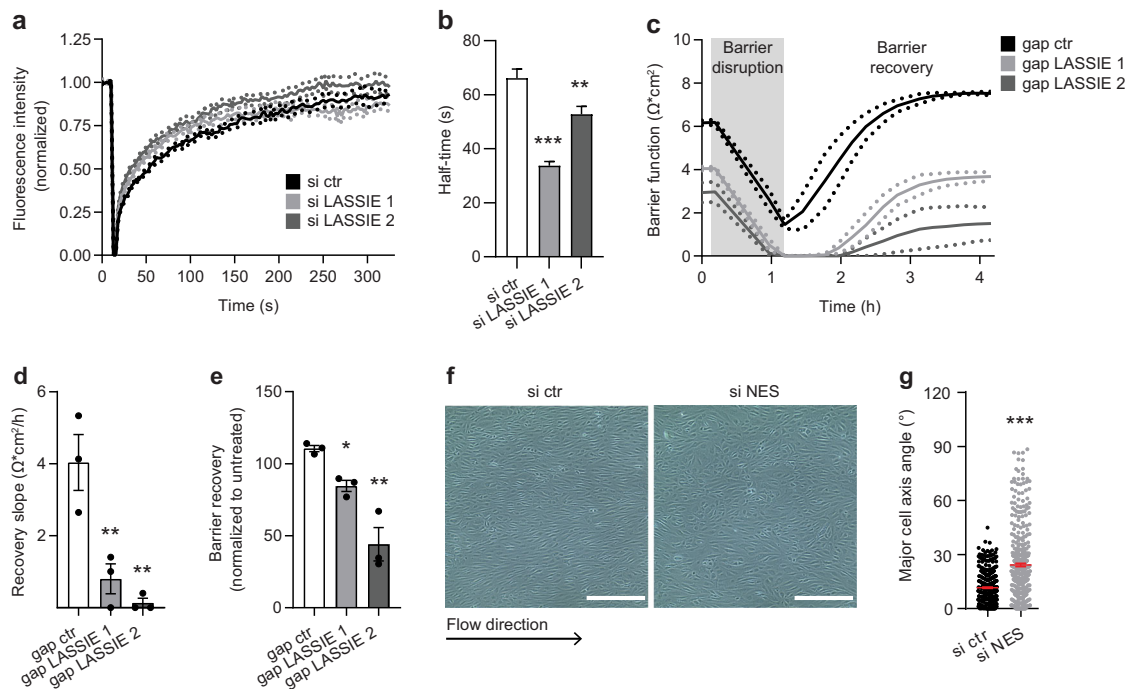 a
1.25
1.00
0.75
0.50
0.25
0.00
Fluorescence intensity
(normalized)
0 50 100 150 200 250 300
Time (s)
si ctr
si LASSIE 1
si LASSIE 2
b
80
60
40
20
0
Half-time (s)
***
**
si ctr
si LASSIE 1
si LASSIE 2
c
10
8
6
4
2
0
Barrier function (Ω*cm²)
Barrier
disruption
Barrier
recovery
0 1 2 3 4
Time (h)
gap ctr
gap LASSIE 1
gap LASSIE 2
d
6
4
2
Recovery slope (Ω*cm²/h)
**
**
gap ctr
gap LASSIE 1
gap LASSIE 2
e
150
100
50
0
Barrier recovery
(normalized to untreated)
*
**
gap ctr
gap LASSIE 1
gap LASSIE 2
f
si ctr
si NES
Flow direction
g
120
90
60
30
0
Major cell axis angle (°)
***
si ctr
si NES